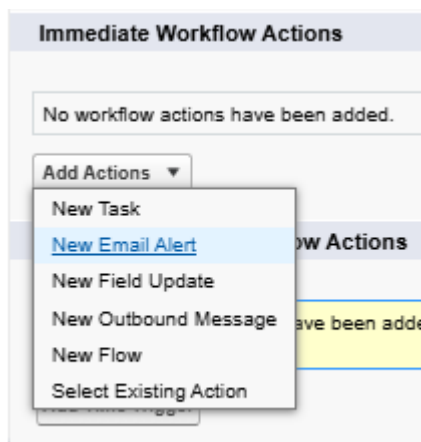 Immediate Workflow Actions
No workflow actions have been added.
Add Actions
New Task
New Email Alert
ow Actions
New Field Update
New Outbound Message
ave been adde
New Flow
Select Existing Action